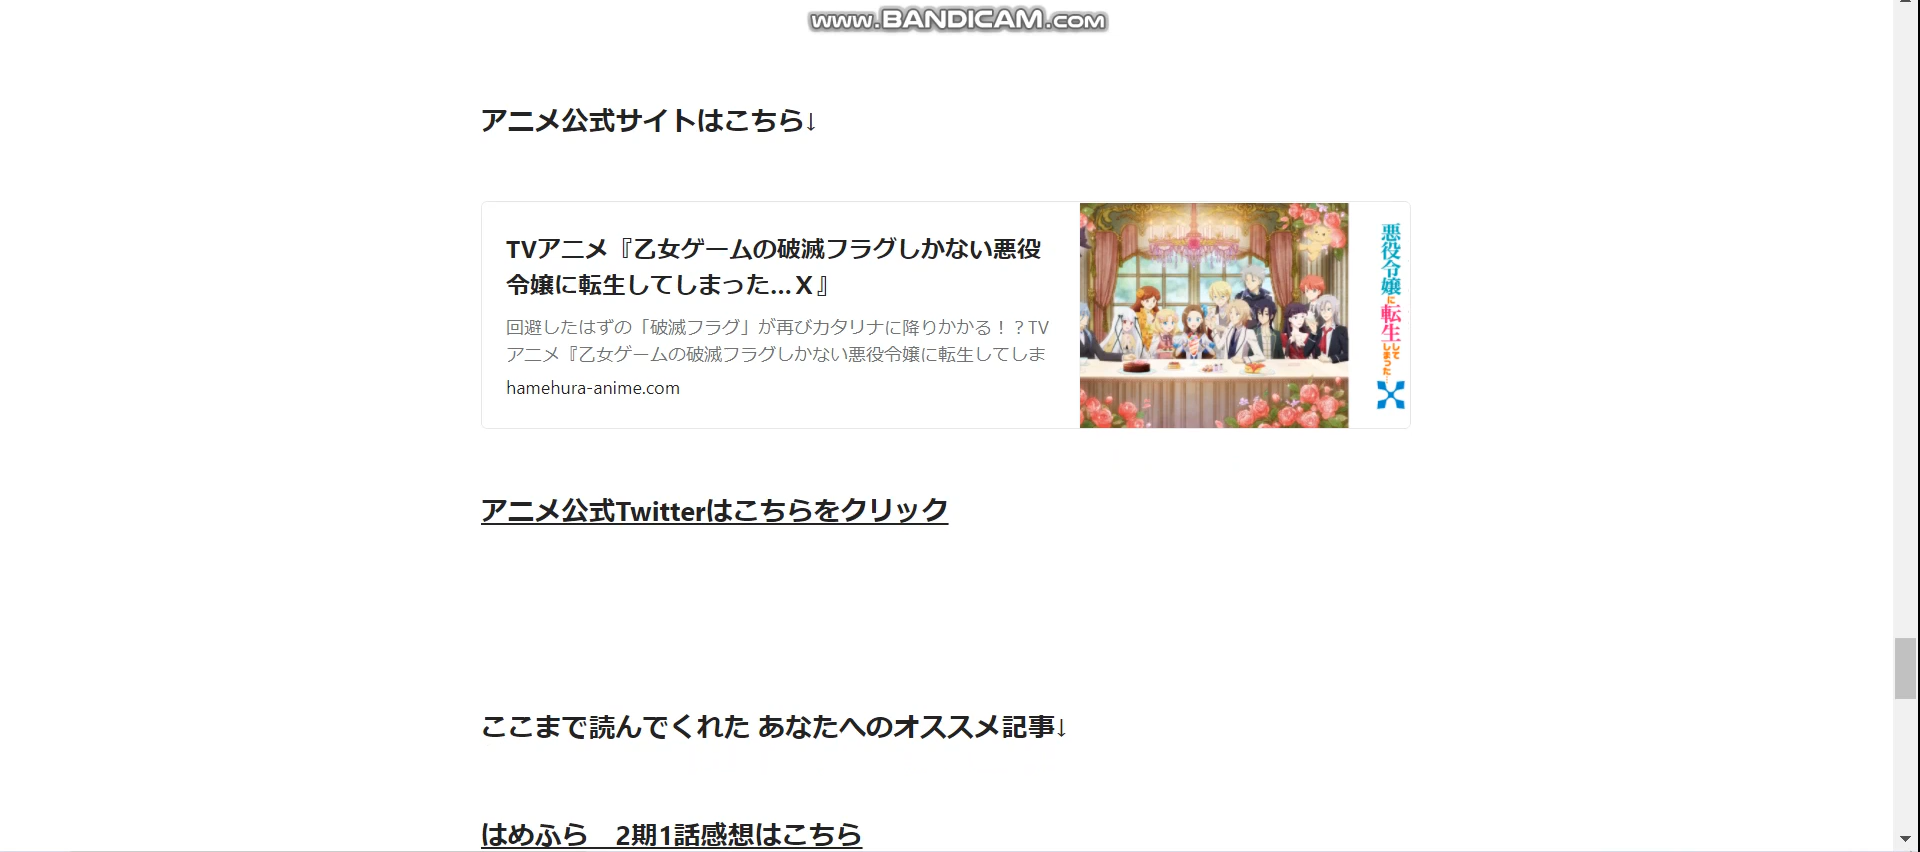 www.BANDICAM.com
アニメ公式サイトはこちら↓
TVアニメ『乙女ゲームの破滅フラグしかない悪役
令嬢に転生してしまった…Ｘ』
回避したはずの「破滅フラグ」が再びカタリナに降りかかる！？TV
アニメ『乙女ゲームの破滅フラグしかない悪役令嬢に転生してしま
hamehura-anime.com
悪役令嬢に転生してしまった…
X
アニメ公式Twitterはこちらをクリック
ここまで読んでくれた あなたへのオススメ記事↓
はめふら　2期1話感想はこちら